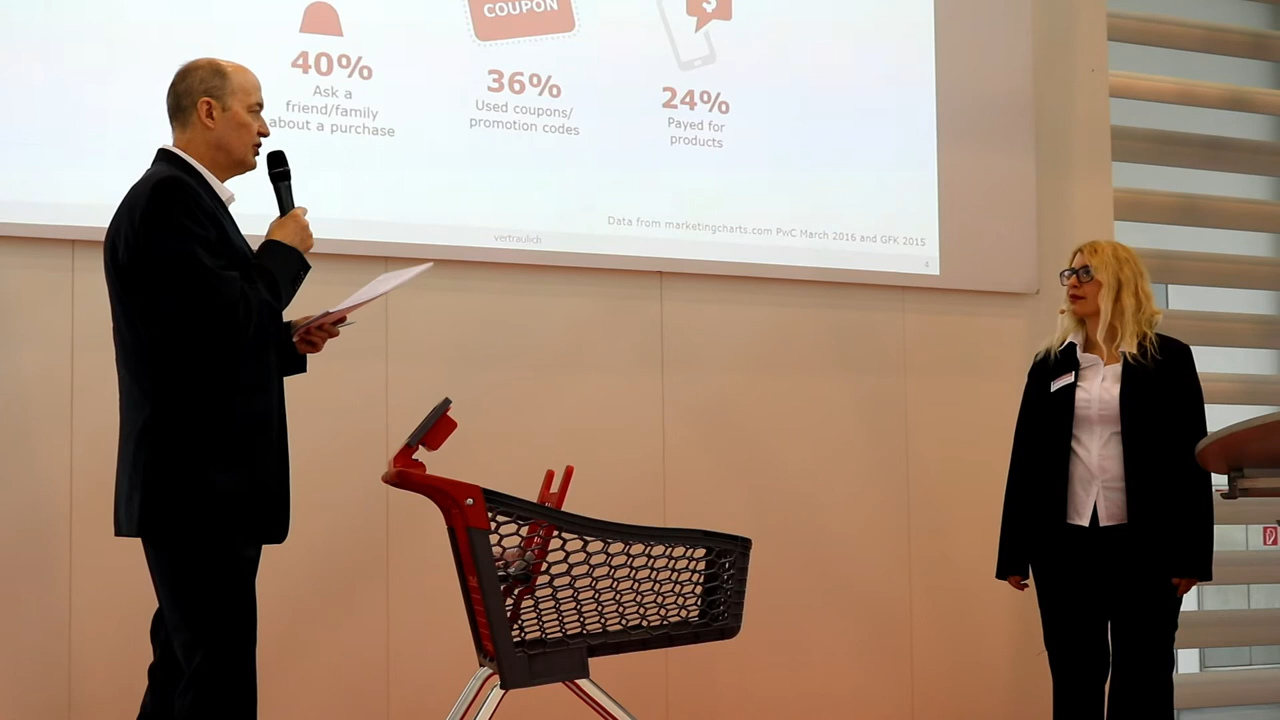 COUPON
40%
Ask a
friend/family
about a purchase
36%
Used coupons/
promotion codes
24%
Payed for
products
$
Data from marketingcharts.com PwC March 2016 and GFK 2015
vertraulich
4